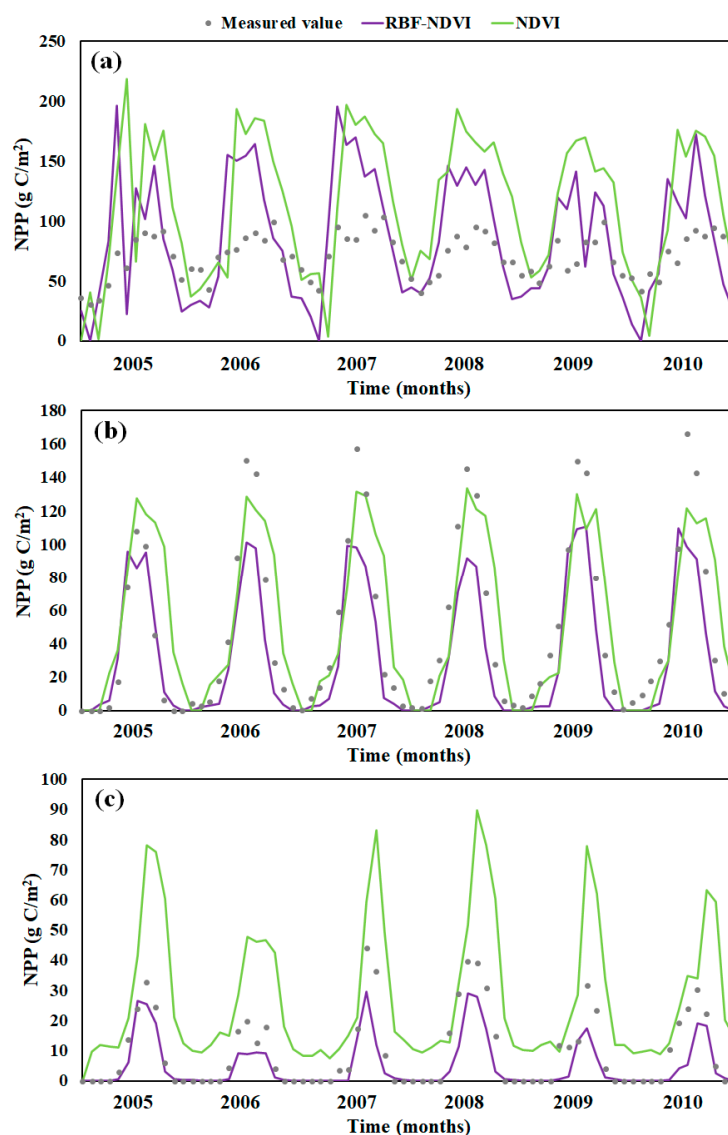 Measured value RBF-NDVI NDVI
(a)
NPP (g C/m²)
250
200
150
100
50
0
2005 2006 2007 2008 2009 2010
Time (months)
(b)
NPP (g C/m²)
180
160
140
120
100
80
60
40
20
0
2005 2006 2007 2008 2009 2010
Time (months)
(c)
NPP (g C/m²)
100
90
80
70
60
50
40
30
20
10
0
2005 2006 2007 2008 2009 2010
Time (months)